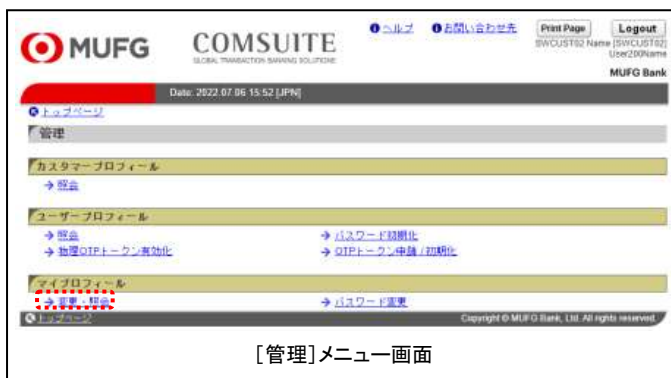 ヘルプ お問い合わせ先 Print Page Logout
MUFG COMSUITE
GLOBAL TRANSACTION BANKING SOLUTIONS
SWCUST02 Name [SWCUST02]
User200Name
MUFG Bank
Date: 2022.07.06 15:52 [JPN]
トップページ
管理
カスタマープロフィール
→ 照会
ユーザープロフィール
→ 照会 → パスワード初期化
→ 物理OTPトークン有効化 → OTPトークン申請/初期化
マイプロフィール
→ 変更・照会 → パスワード変更
トップページ Copyright © MUFG Bank, Ltd. All rights reserved.
[管理]メニュー画面